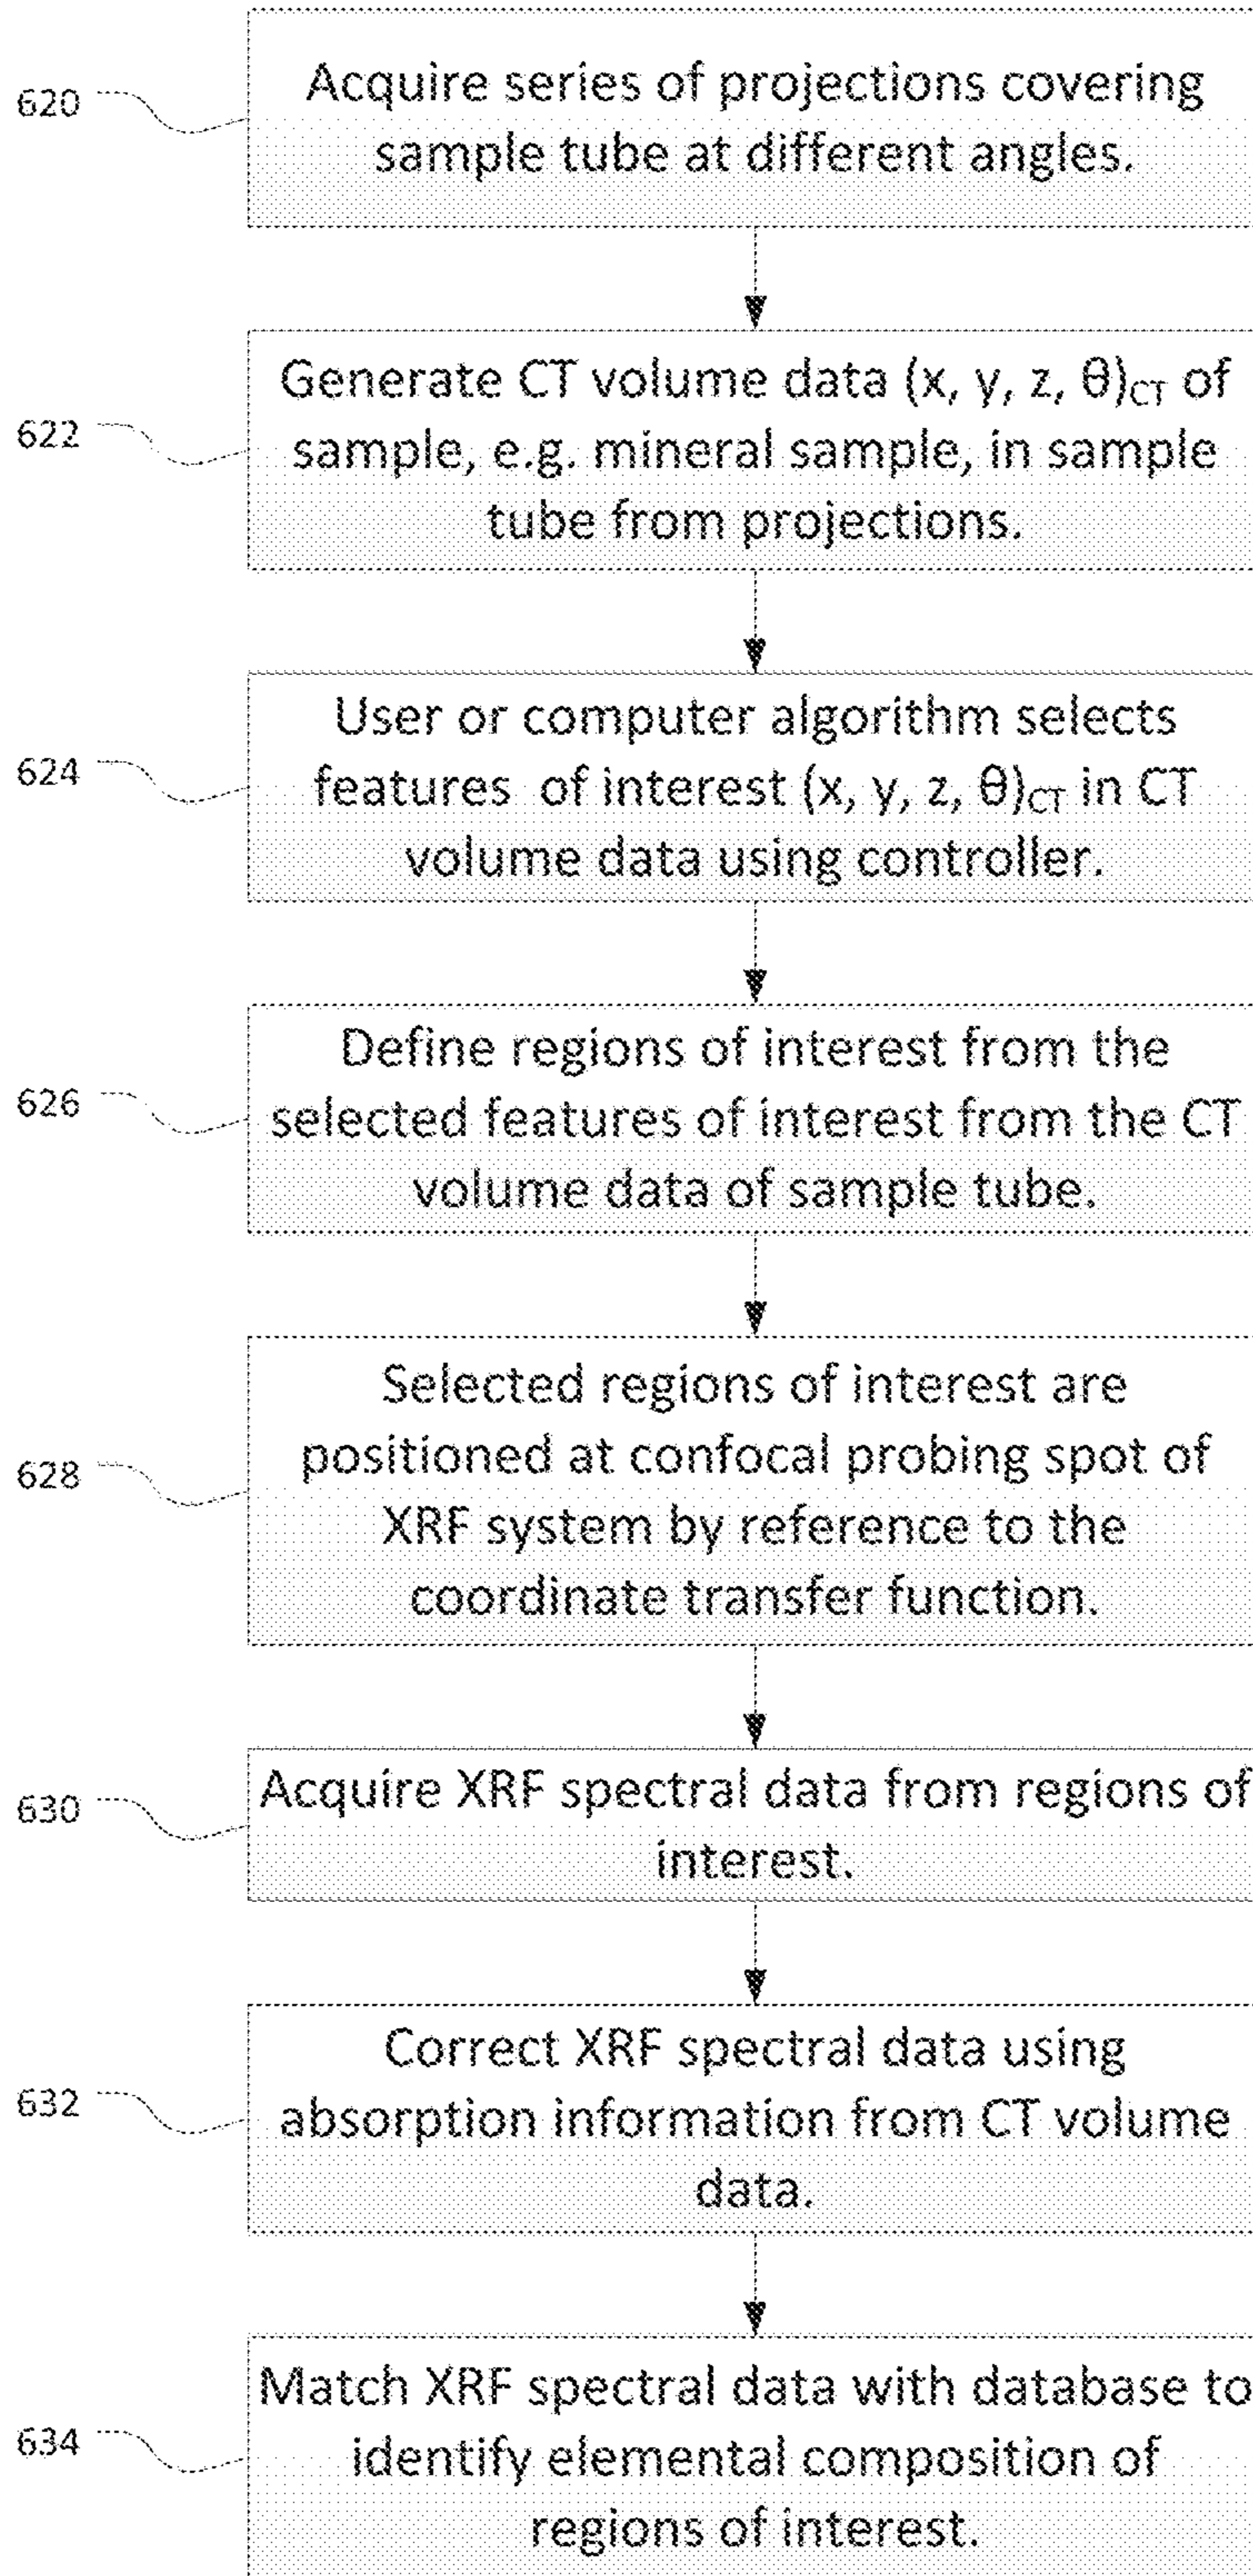 620
Acquire series of projections covering
sample tube at different angles.
622
Generate CT volume data (x, y, z, θ)CT of
sample, e.g. mineral sample, in sample
tube from projections.
624
User or computer algorithm selects
features of interest (x, y, z, θ)CT in CT
volume data using controller.
626
Define regions of interest from the
selected features of interest from the CT
volume data of sample tube.
628
Selected regions of interest are
positioned at confocal probing spot of
XRF system by reference to the
coordinate transfer function.
630
Acquire XRF spectral data from regions of
interest.
632
Correct XRF spectral data using
absorption information from CT volume
data.
634
Match XRF spectral data with database to
identify elemental composition of
regions of interest.